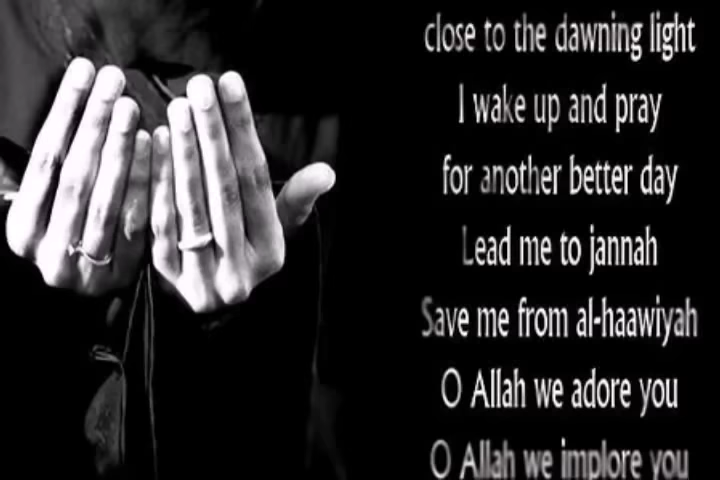 close to the dawning light
I wake up and pray
for another better day
Lead me to jannah
Save me from al-haawiyah
O Allah we adore you
O Allah we implore you